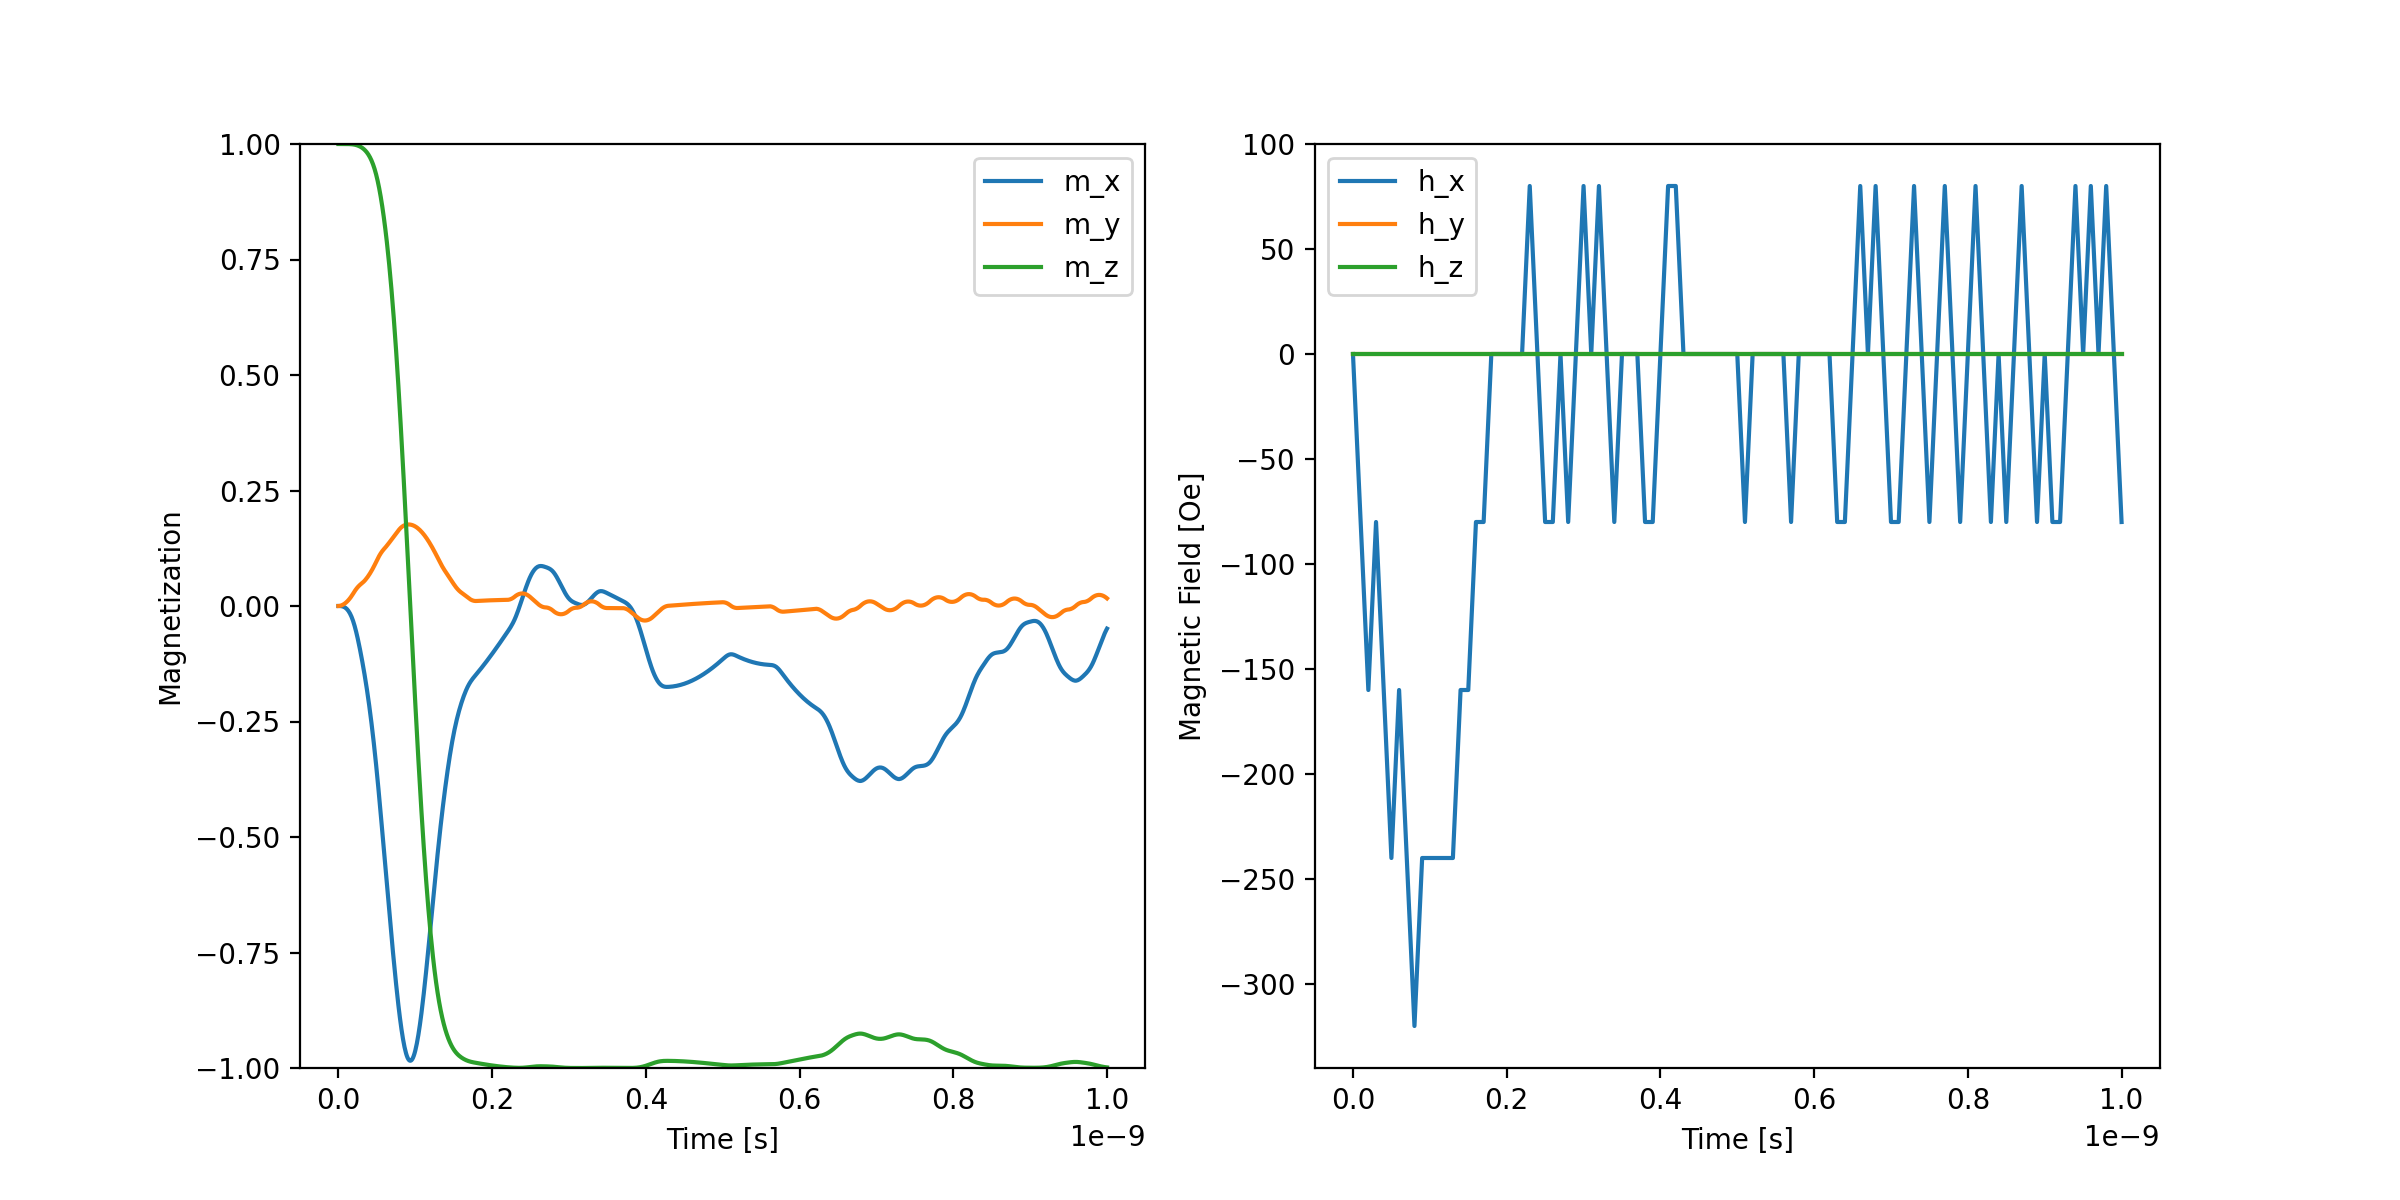 1.00
0.75
0.50
0.25
0.00
−0.25
−0.50
−0.75
−1.00
Magnetization
0.0 0.2 0.4 0.6 0.8 1.0
Time [s]
1e−9
m_x
m_y
m_z
100
50
0
−50
−100
−150
−200
−250
−300
Magnetic Field [Oe]
0.0 0.2 0.4 0.6 0.8 1.0
Time [s]
1e−9
h_x
h_y
h_z